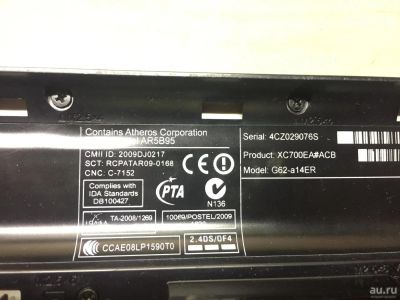 Contains Atheros Corporation
AR5B95
CMII ID: 2009DJ0217
SCT: RCPATAR09-0168
CNC: C-7152
Complies with
IDA Standards
DB100427
CE
PTA
N136
TA-2008/1269
10069/POSTEL/2009
CCAE08LP1590T0
2.4DS/OF4
Serial: 4CZ029076S
Product: XC700EA#ACB
Model: G62-a14ER
au.ru